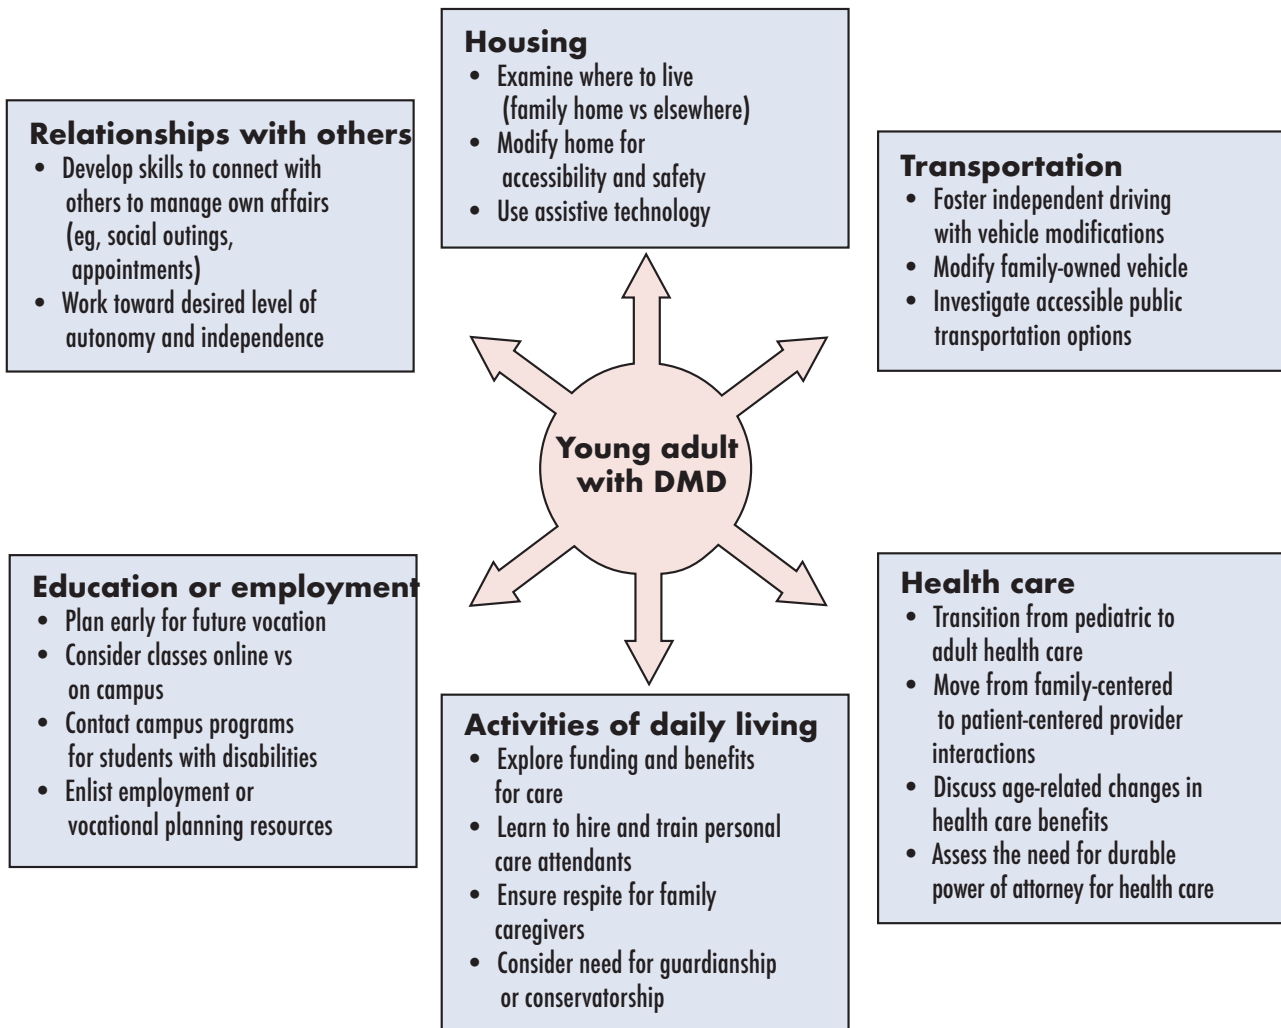 Housing
• Examine where to live
(family home vs elsewhere)
• Modify home for
accessibility and safety
• Use assistive technology
Relationships with others
• Develop skills to connect with
others to manage own affairs
(eg, social outings,
appointments)
• Work toward desired level of
autonomy and independence
Transportation
• Foster independent driving
with vehicle modifications
• Modify family-owned vehicle
• Investigate accessible public
transportation options
Young adult
with DMD
Education or employment
• Plan early for future vocation
• Consider classes online vs
on campus
• Contact campus programs
for students with disabilities
• Enlist employment or
vocational planning resources
Activities of daily living
• Explore funding and benefits
for care
• Learn to hire and train personal
care attendants
• Ensure respite for family
caregivers
• Consider need for guardianship
or conservatorship
Health care
• Transition from pediatric to
adult health care
• Move from family-centered
to patient-centered provider
interactions
• Discuss age-related changes in
health care benefits
• Assess the need for durable
power of attorney for health care